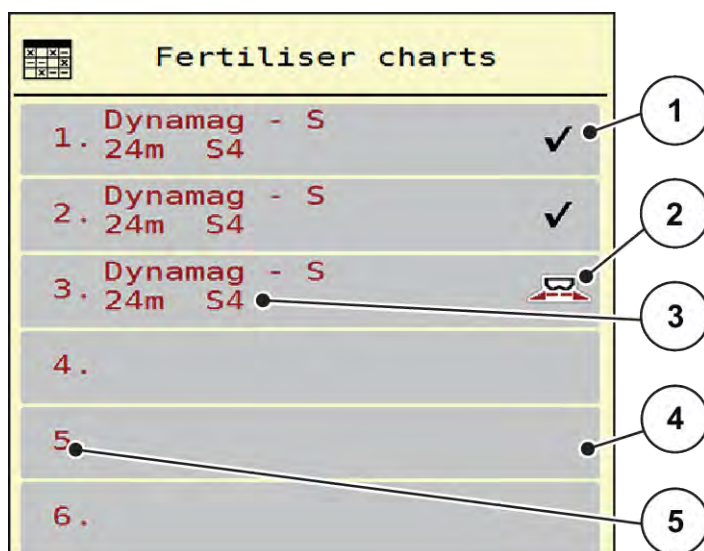 Fertiliser charts
1. Dynamag - S
24m S4
2. Dynamag - S
24m S4
3. Dynamag - S
24m S4
4.
5.
6.
1
2
3
4
5